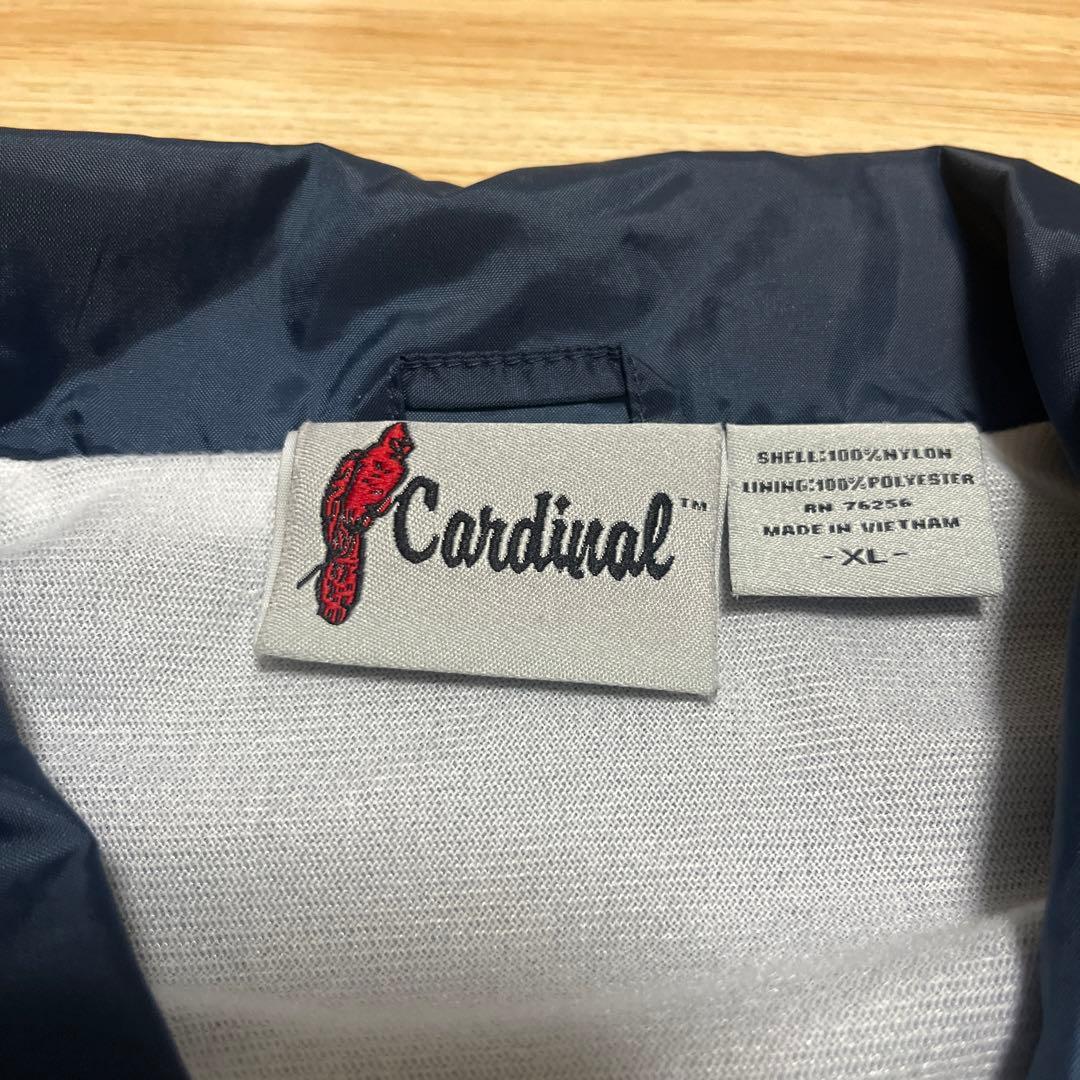 Cardinal™
SHELL:100%NYLON
LINING:100%POLYESTER
RN 76256
MADE IN VIETNAM
-XL-